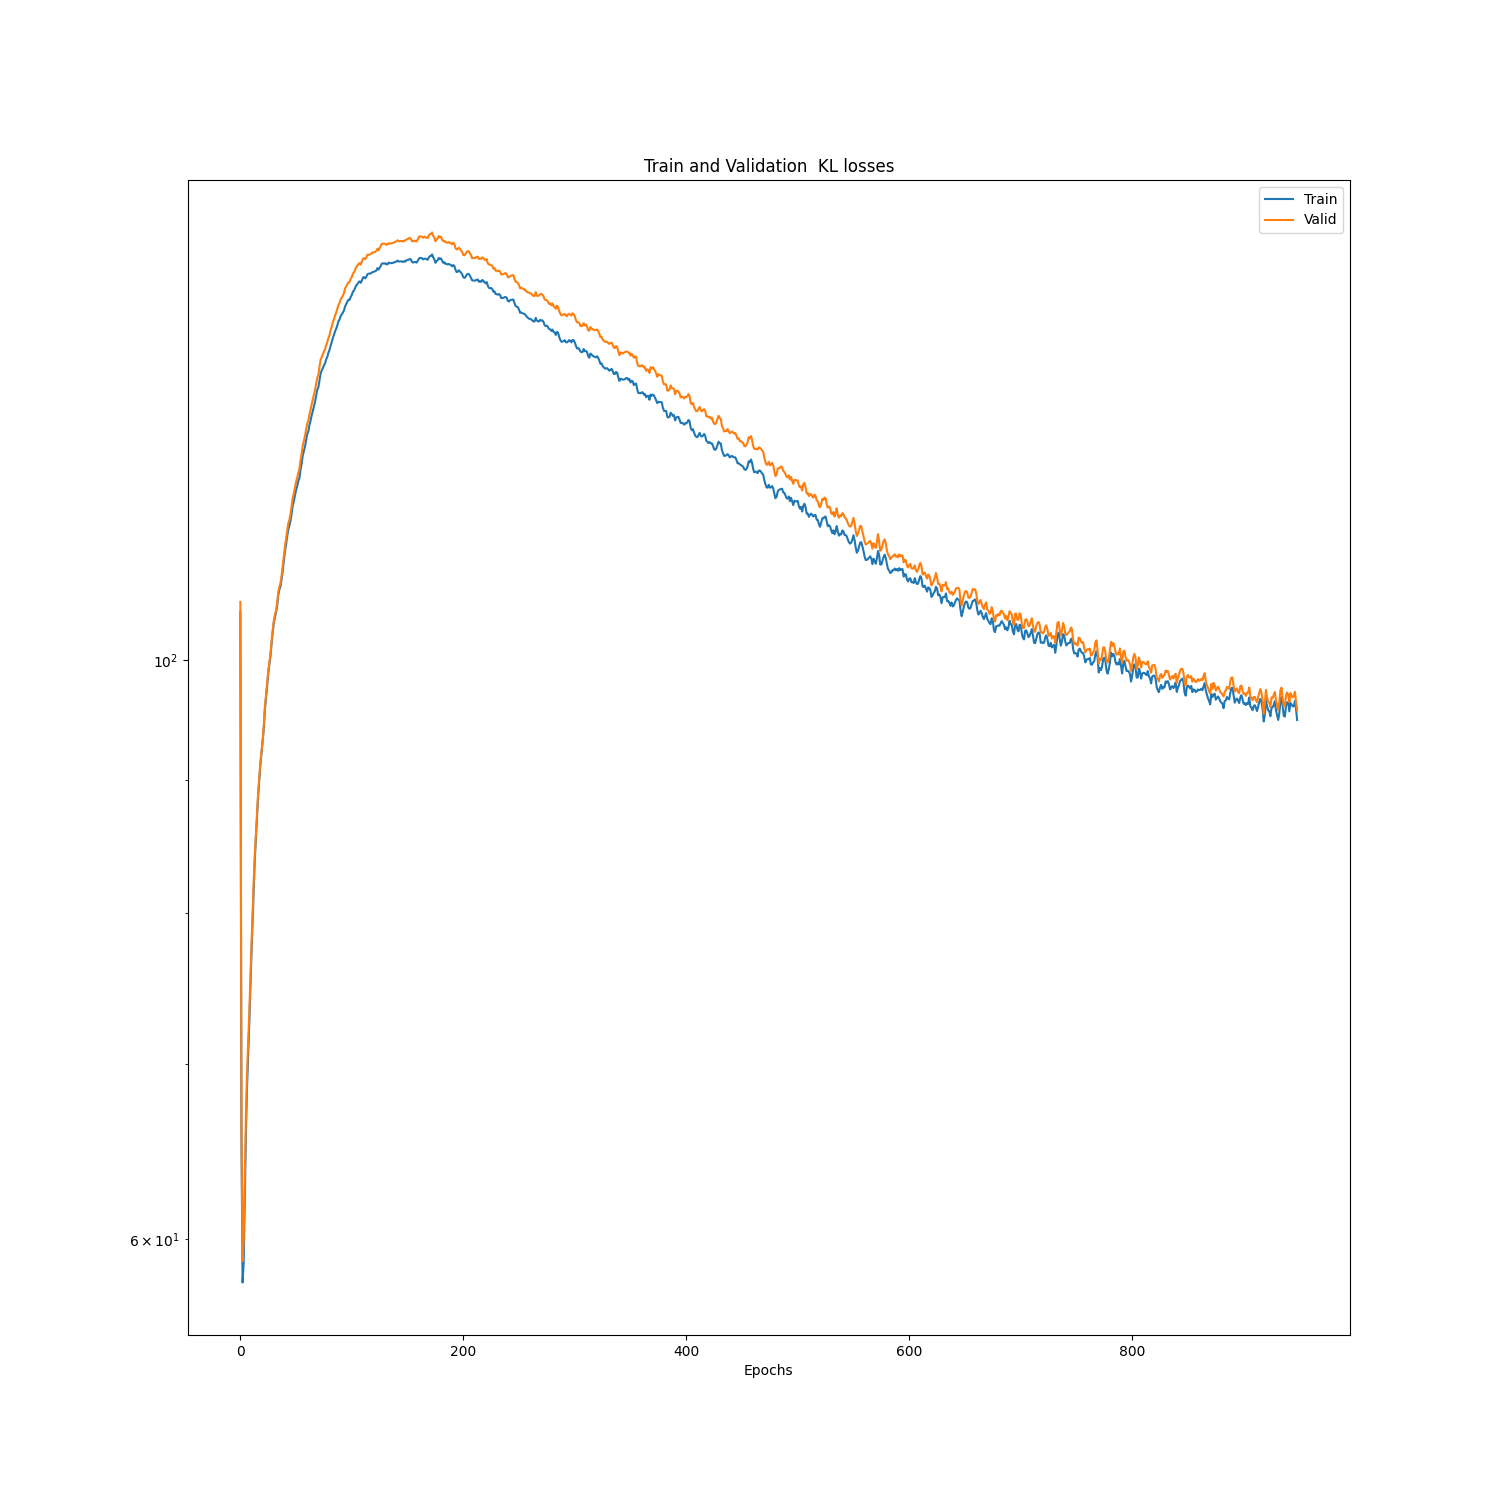 Train and Validation  KL losses
Train
Valid
10²
6 × 10¹
0 200 400 600 800
Epochs